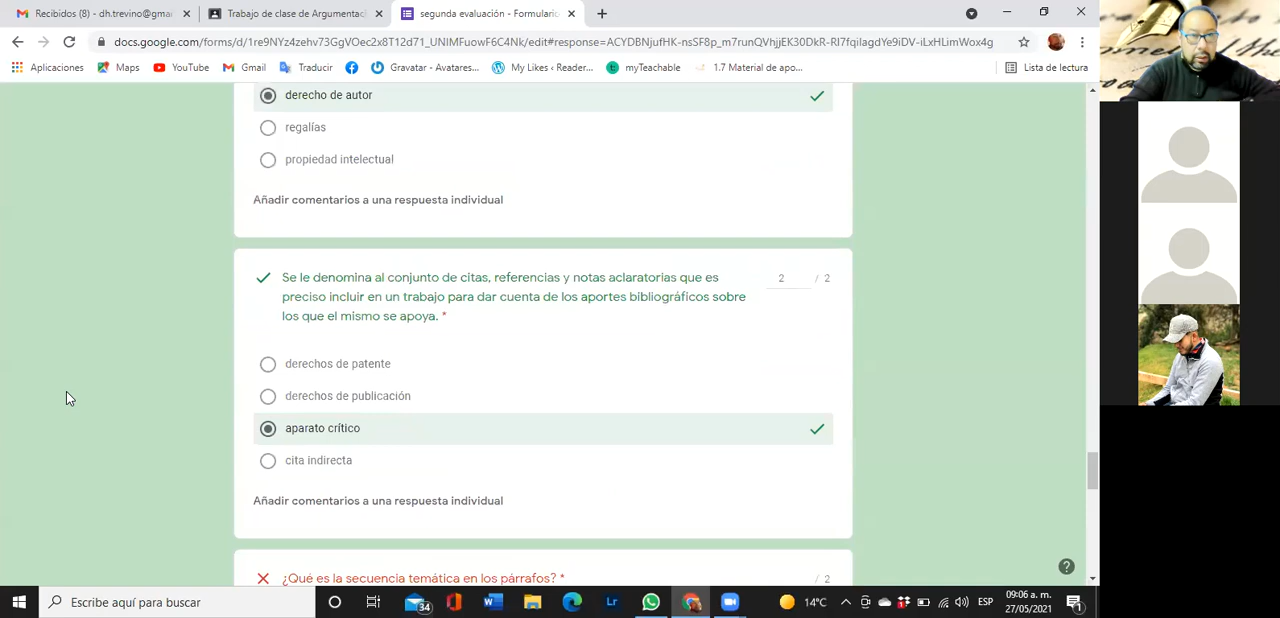 Recibidos (8) - dh.trevino@gma
Trabajo de clase de Argumentac
segunda evaluación - Formulario
docs.google.com/forms/d/1re9NYz4zehv73GgVOec2x8T12d71_UNIMFuovFsV4Nk/edit#response=ACYDBNjufHK-nsSF8p_m7runQVhjjEK30DkR-RI7fqilagdYe9iDV-iLxHLimWox4g
Aplicaciones
Maps
YouTube
Gmail
Traducir
Gravatar - Avatares...
My Likes ‹ Reader...
myTeachable
1.7 Material de apo...
Lista de lectura
derecho de autor
regalías
propiedad intelectual
Añadir comentarios a una respuesta individual
Se le denomina al conjunto de citas, referencias y notas aclaratorias que es
2 / 2
preciso incluir en un trabajo para dar cuenta de los aportes bibliográficos sobre
los que el mismo se apoya. *
derechos de patente
derechos de publicación
aparato crítico
cita indirecta
Añadir comentarios a una respuesta individual
¿Qué es la secuencia temática en los párrafos? *
/ 2
Escribe aquí para buscar
34
14°C
ESP
09:06 a. m.
27/05/2021
1